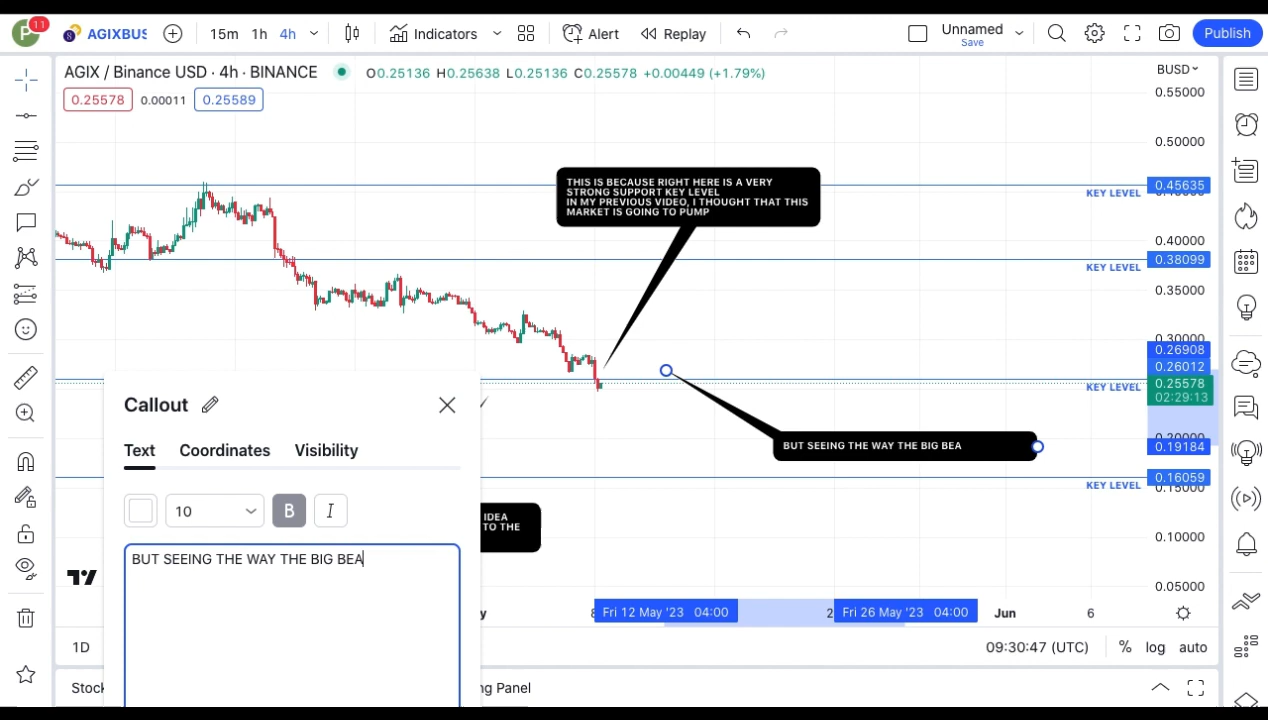 P
11
AGIXBUS
15m
1h
4h
Indicators
Alert
Replay
Unnamed
Save
Publish
AGIX / Binance USD · 4h · BINANCE
O0.25136 H0.25638 L0.25136 C0.25578 +0.00449 (+1.79%)
BUSD
0.25578
0.00011
0.25589
0.55000
0.50000
THIS IS BECAUSE RIGHT HERE IS A VERY
STRONG SUPPORT KEY LEVEL
IN MY PREVIOUS VIDEO, I THOUGHT THAT THIS
MARKET IS GOING TO PUMP
0.45635
KEY LEVEL
0.40000
0.38099
KEY LEVEL
0.35000
0.30000
0.26908
0.26012
0.25578
02:29:13
KEY LEVEL
0.20000
BUT SEEING THE WAY THE BIG BEA
0.19184
0.16059
KEY LEVEL
0.15000
0.10000
0.05000
Callout
Text
Coordinates
Visibility
10
B
I
BUT SEEING THE WAY THE BIG BEA
IDEA
TO THE
Fri 12 May '23 04:00
2
Fri 26 May '23 04:00
Jun
6
1D
09:30:47 (UTC)
%
log
auto
Stock
ng Panel